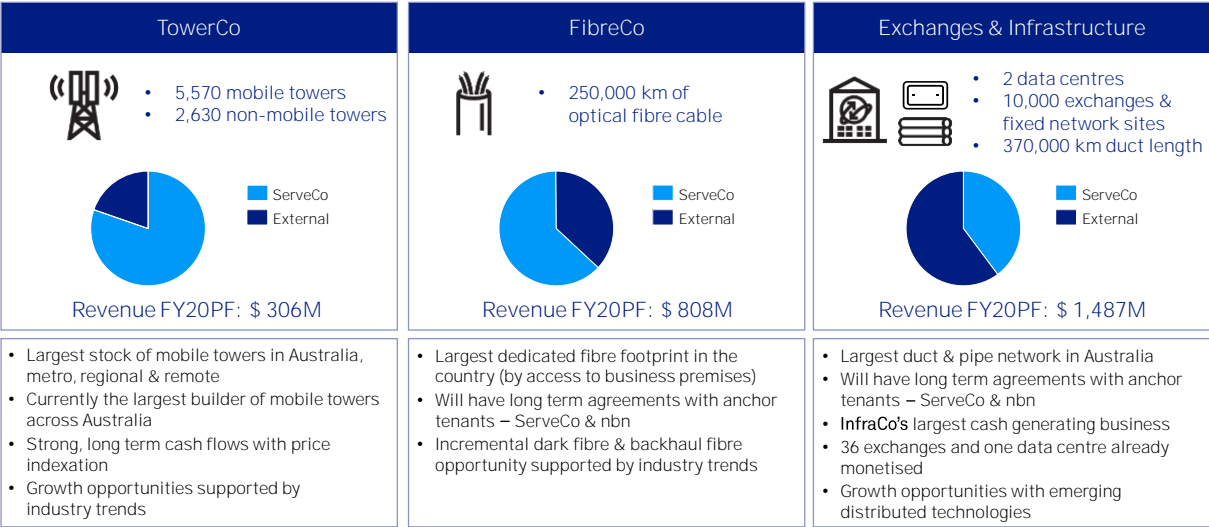 TowerCo
• 5,570 mobile towers
• 2,630 non-mobile towers
ServeCo
External
Revenue FY20PF: $ 306M
• Largest stock of mobile towers in Australia,
metro, regional & remote
• Currently the largest builder of mobile towers
across Australia
• Strong, long term cash flows with price
indexation
• Growth opportunities supported by
industry trends
FibreCo
• 250,000 km of
optical fibre cable
ServeCo
External
Revenue FY20PF: $ 808M
• Largest dedicated fibre footprint in the
country (by access to business premises)
• Will have long term agreements with anchor
tenants – ServeCo & nbn
• Incremental dark fibre & backhaul fibre
opportunity supported by industry trends
Exchanges & Infrastructure
• 2 data centres
• 10,000 exchanges &
fixed network sites
• 370,000 km duct length
ServeCo
External
Revenue FY20PF: $ 1,487M
• Largest duct & pipe network in Australia
• Will have long term agreements with anchor
tenants – ServeCo & nbn
• InfraCo's largest cash generating business
• 36 exchanges and one data centre already
monetised
• Growth opportunities with emerging
distributed technologies